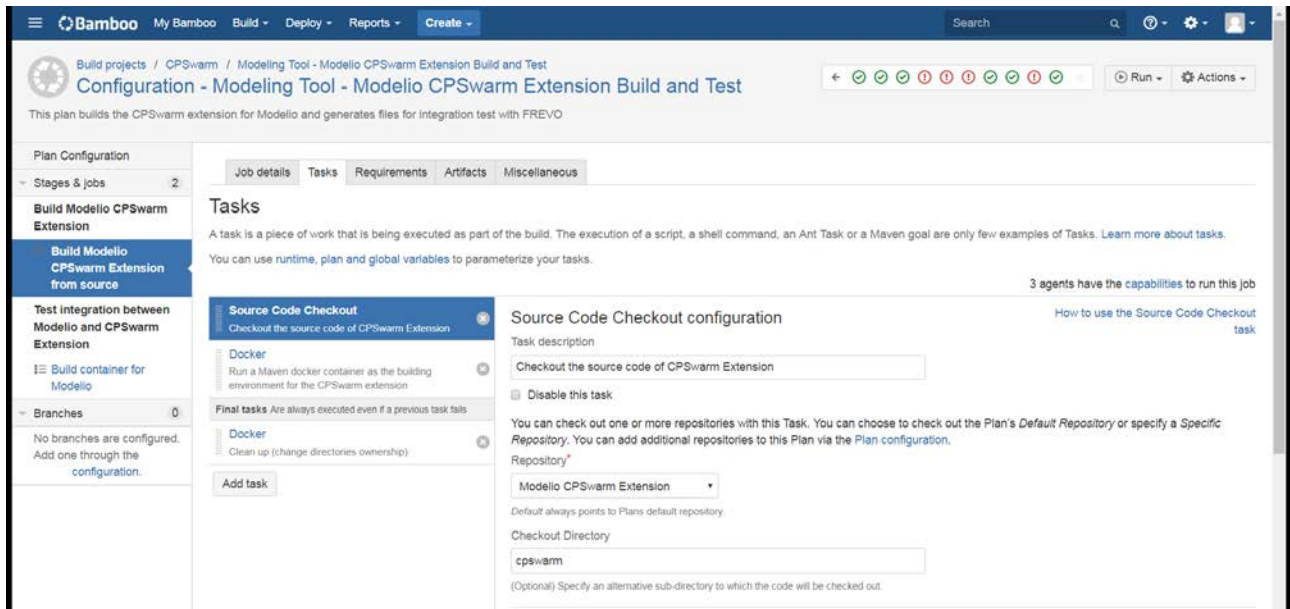 Bamboo My Bamboo Build Deploy Reports Create Search
Build projects / CPSwarm / Modeling Tool - Modelio CPSwarm Extension Build and Test
Configuration - Modeling Tool - Modelio CPSwarm Extension Build and Test
Run Actions
This plan builds the CPSwarm extension for Modelio and generates files for integration test with FREVO
Plan Configuration
Stages & jobs 2
Build Modelio CPSwarm
Extension
Build Modelio
CPSwarm Extension
from source
Test integration between
Modelio and CPSwarm
Extension
Build container for
Modelio
Branches 0
No branches are configured.
Add one through the
configuration.
Job details Tasks Requirements Artifacts Miscellaneous
Tasks
A task is a piece of work that is being executed as part of the build. The execution of a script, a shell command, an Ant Task or a Maven goal are only few examples of Tasks. Learn more about tasks.
You can use runtime, plan and global variables to parameterize your tasks.
3 agents have the capabilities to run this job
Source Code Checkout
Checkout the source code of CPSwarm Extension
Docker
Run a Maven docker container as the building
environment for the CPSwarm extension
Final tasks Are always executed even if a previous task fails
Docker
Clean up (change directories ownership)
Add task
Source Code Checkout configuration
How to use the Source Code Checkout
task
Task description
Checkout the source code of CPSwarm Extension
Disable this task
You can check out one or more repositories with this Task. You can choose to check out the Plan's Default Repository or specify a Specific
Repository. You can add additional repositories to this Plan via the Plan configuration.
Repository*
Modelio CPSwarm Extension
Default always points to Plans default repository
Checkout Directory
cpswarm
(Optional) Specify an alternative sub-directory to which the code will be checked out.